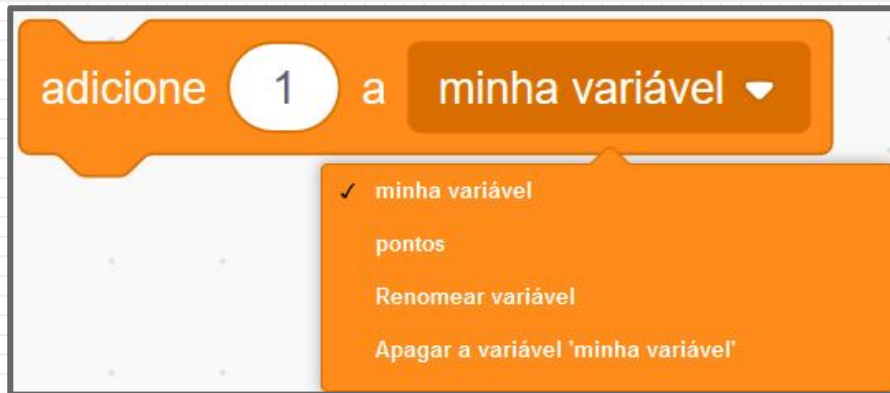 adicione 1 a minha variável
✓ minha variável
pontos
Renomear variável
Apagar a variável 'minha variável'